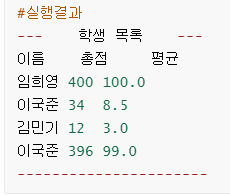 #실행결과
--- 학생 목록 ---
이름 총점 평균
임희영 400 100.0
이국준 34 8.5
김민기 12 3.0
이국준 396 99.0
-----------------------